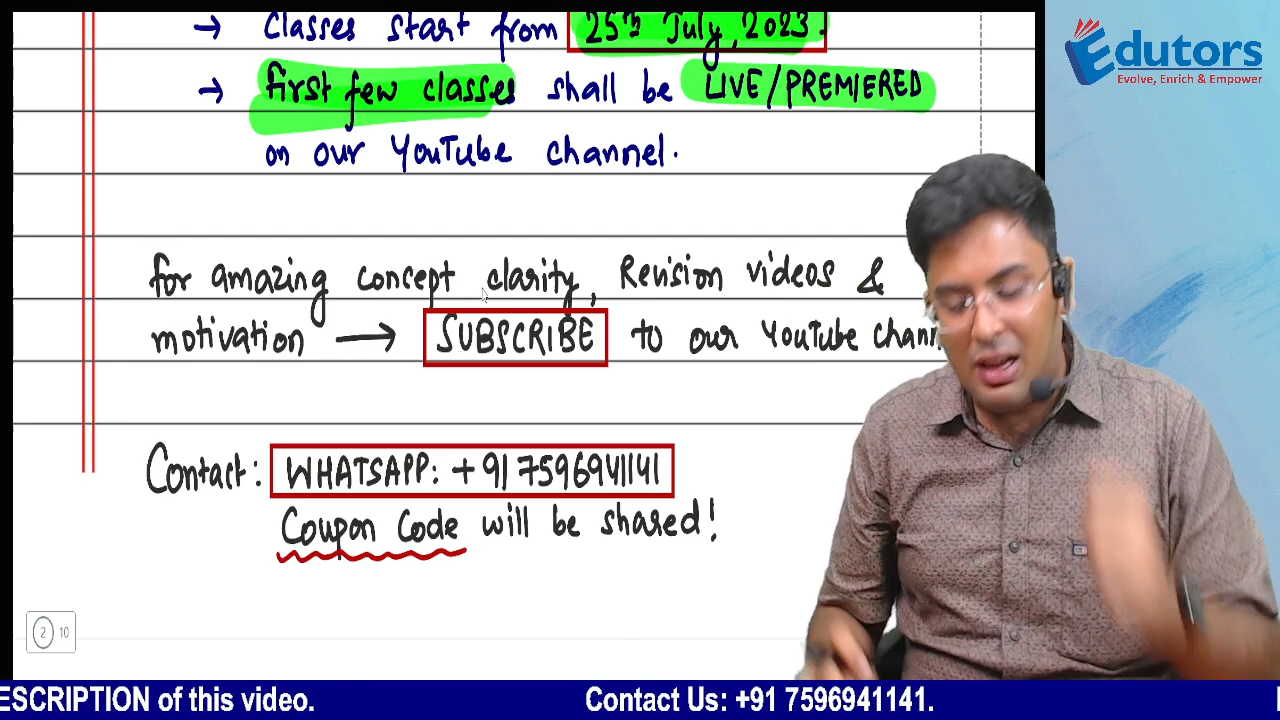 → Classes start from 25th July, 2023.
→ first few classes shall be LIVE/PREMIERED
on our YouTube channel.
for amazing concept clarity, Revision videos &
motivation → SUBSCRIBE to our YouTube Chann
Contact: WHATSAPP: +91 7596941141
Coupon Code will be shared!
2 10
Edutors
Evolve, Enrich & Empower
ESCRIPTION of this video. Contact Us: +91 7596941141.